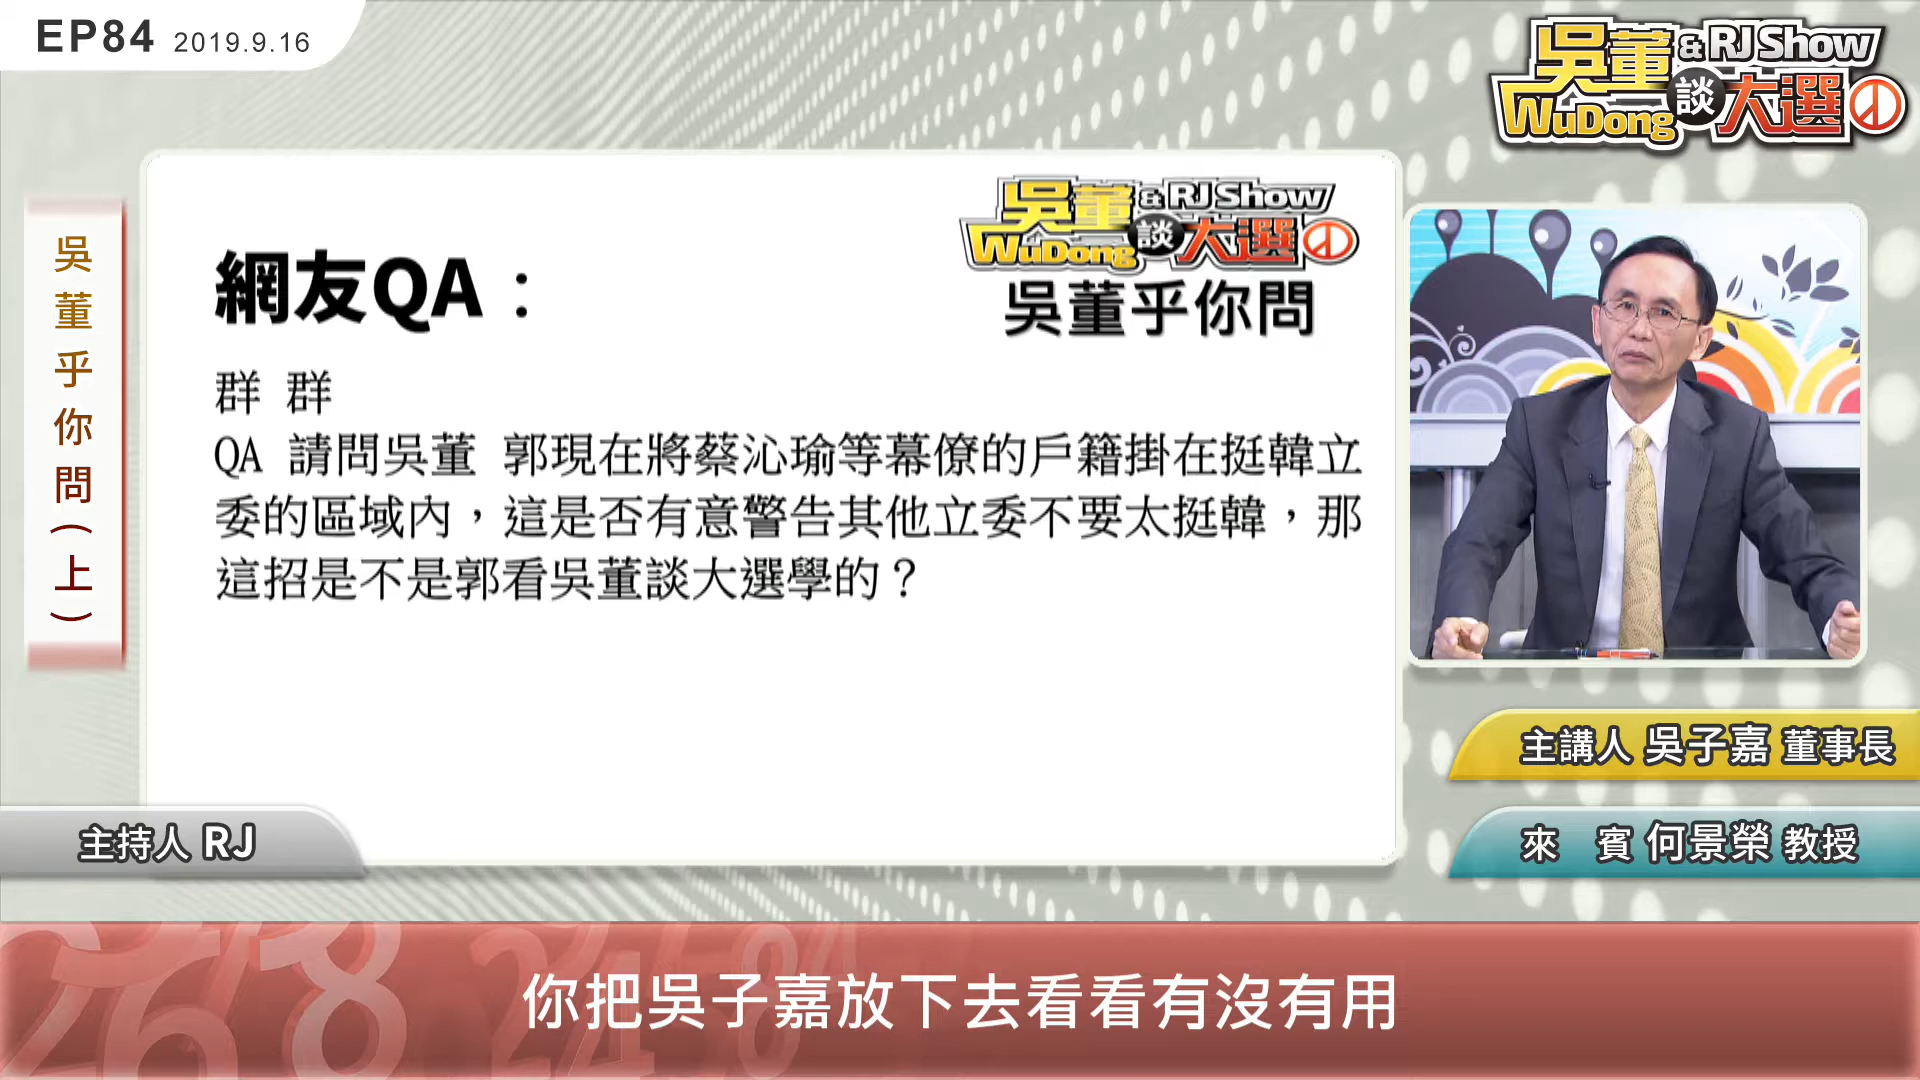 EP84 2019.9.16
吳董 & RJ Show
WuDong 談 大選
吳董乎你問(上)
吳董 & RJ Show
WuDong 談 大選
吳董乎你問
網友QA：
群 群
QA 請問吳董 郭現在將蔡沁瑜等幕僚的戶籍掛在挺韓立
委的區域內，這是否有意警告其他立委不要太挺韓，那
這招是不是郭看吳董談大選學的？
主講人 吳子嘉 董事長
來 賓 何景榮 教授
主持人 RJ
你把吳子嘉放下去看看有沒有用